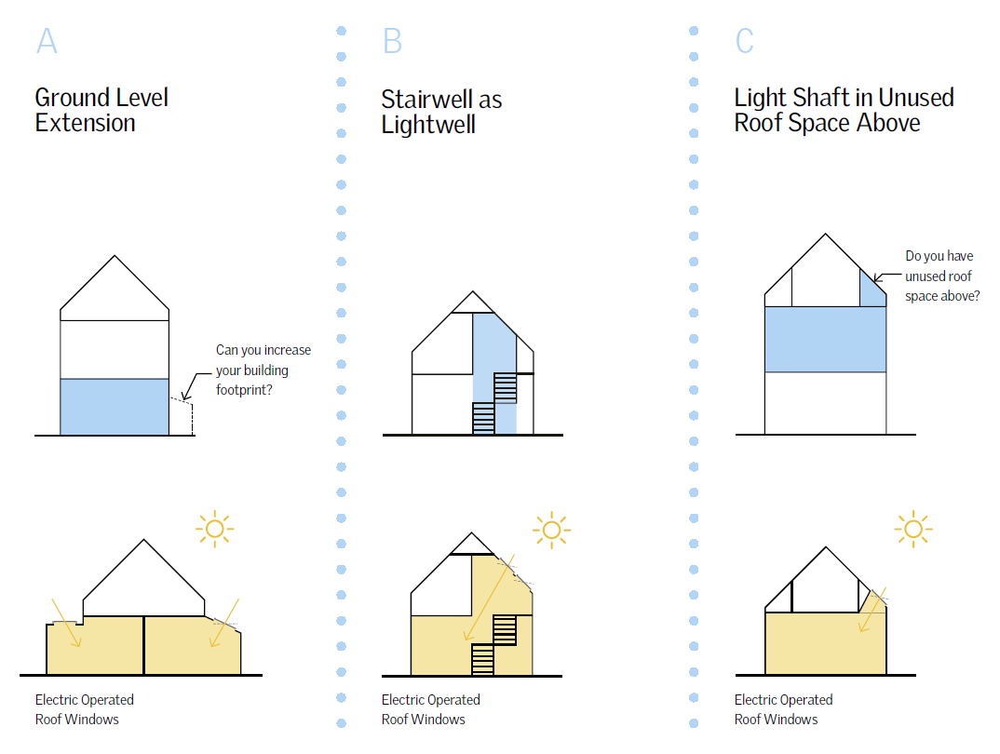 A
Ground Level
Extension
Can you increase
your building
footprint?
Electric Operated
Roof Windows
B
Stairwell as
Lightwell
Electric Operated
Roof Windows
C
Light Shaft in Unused
Roof Space Above
Do you have
unused roof
space above?
Electric Operated
Roof Windows